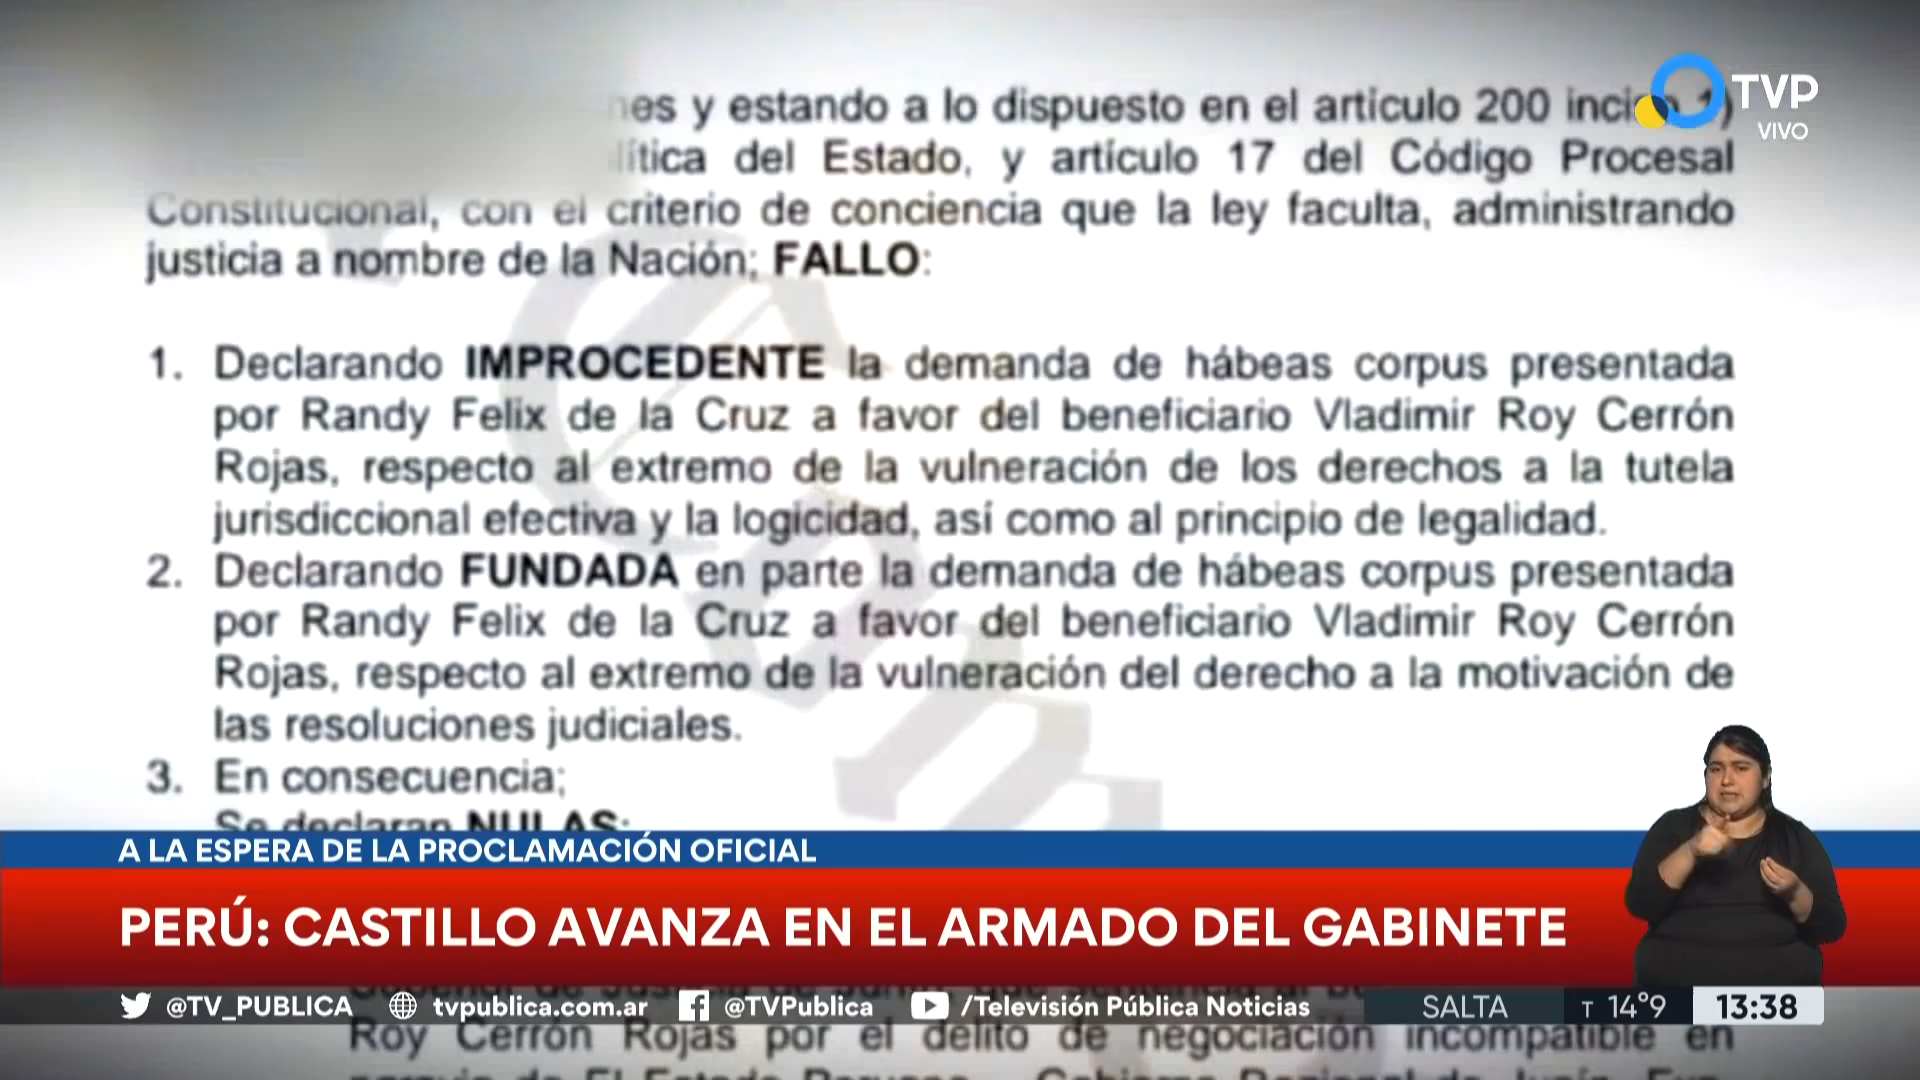 nes y estando a lo dispuesto en el artículo 200 inciso 1)
lítica del Estado, y artículo 17 del Código Procesal
Constitucional, con el criterio de conciencia que la ley faculta, administrando
justicia a nombre de la Nación; FALLO:
1. Declarando IMPROCEDENTE la demanda de hábeas corpus presentada
por Randy Felix de la Cruz a favor del beneficiario Vladimir Roy Cerrón
Rojas, respecto al extremo de la vulneración de los derechos a la tutela
jurisdiccional efectiva y la logicidad, así como al principio de legalidad.
2. Declarando FUNDADA en parte la demanda de hábeas corpus presentada
por Randy Felix de la Cruz a favor del beneficiario Vladimir Roy Cerrón
Rojas, respecto al extremo de la vulneración del derecho a la motivación de
las resoluciones judiciales.
3. En consecuencia;
Se declaran NULAS:
TVP
VIVO
A LA ESPERA DE LA PROCLAMACIÓN OFICIAL
PERÚ: CASTILLO AVANZA EN EL ARMADO DEL GABINETE
@TV_PUBLICA tvpublica.com.ar @TVPublica /Televisión Pública Noticias SALTA T 14°9 13:38
Roy Cerrón Rojas por el delito de negociación incompatible en